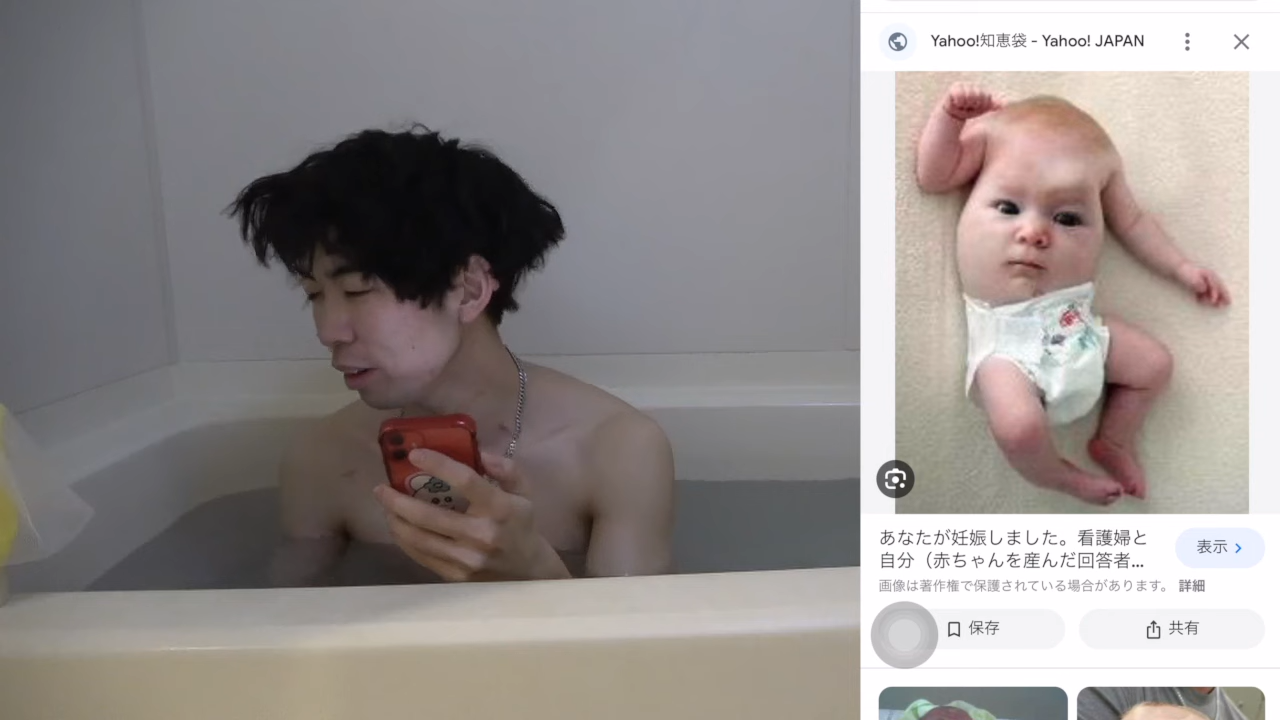 Yahoo!知恵袋 - Yahoo! JAPAN
あなたが妊娠しました。看護婦と
自分（赤ちゃんを産んだ回答者...
表示
画像は著作権で保護されている場合があります。 詳細
保存
共有